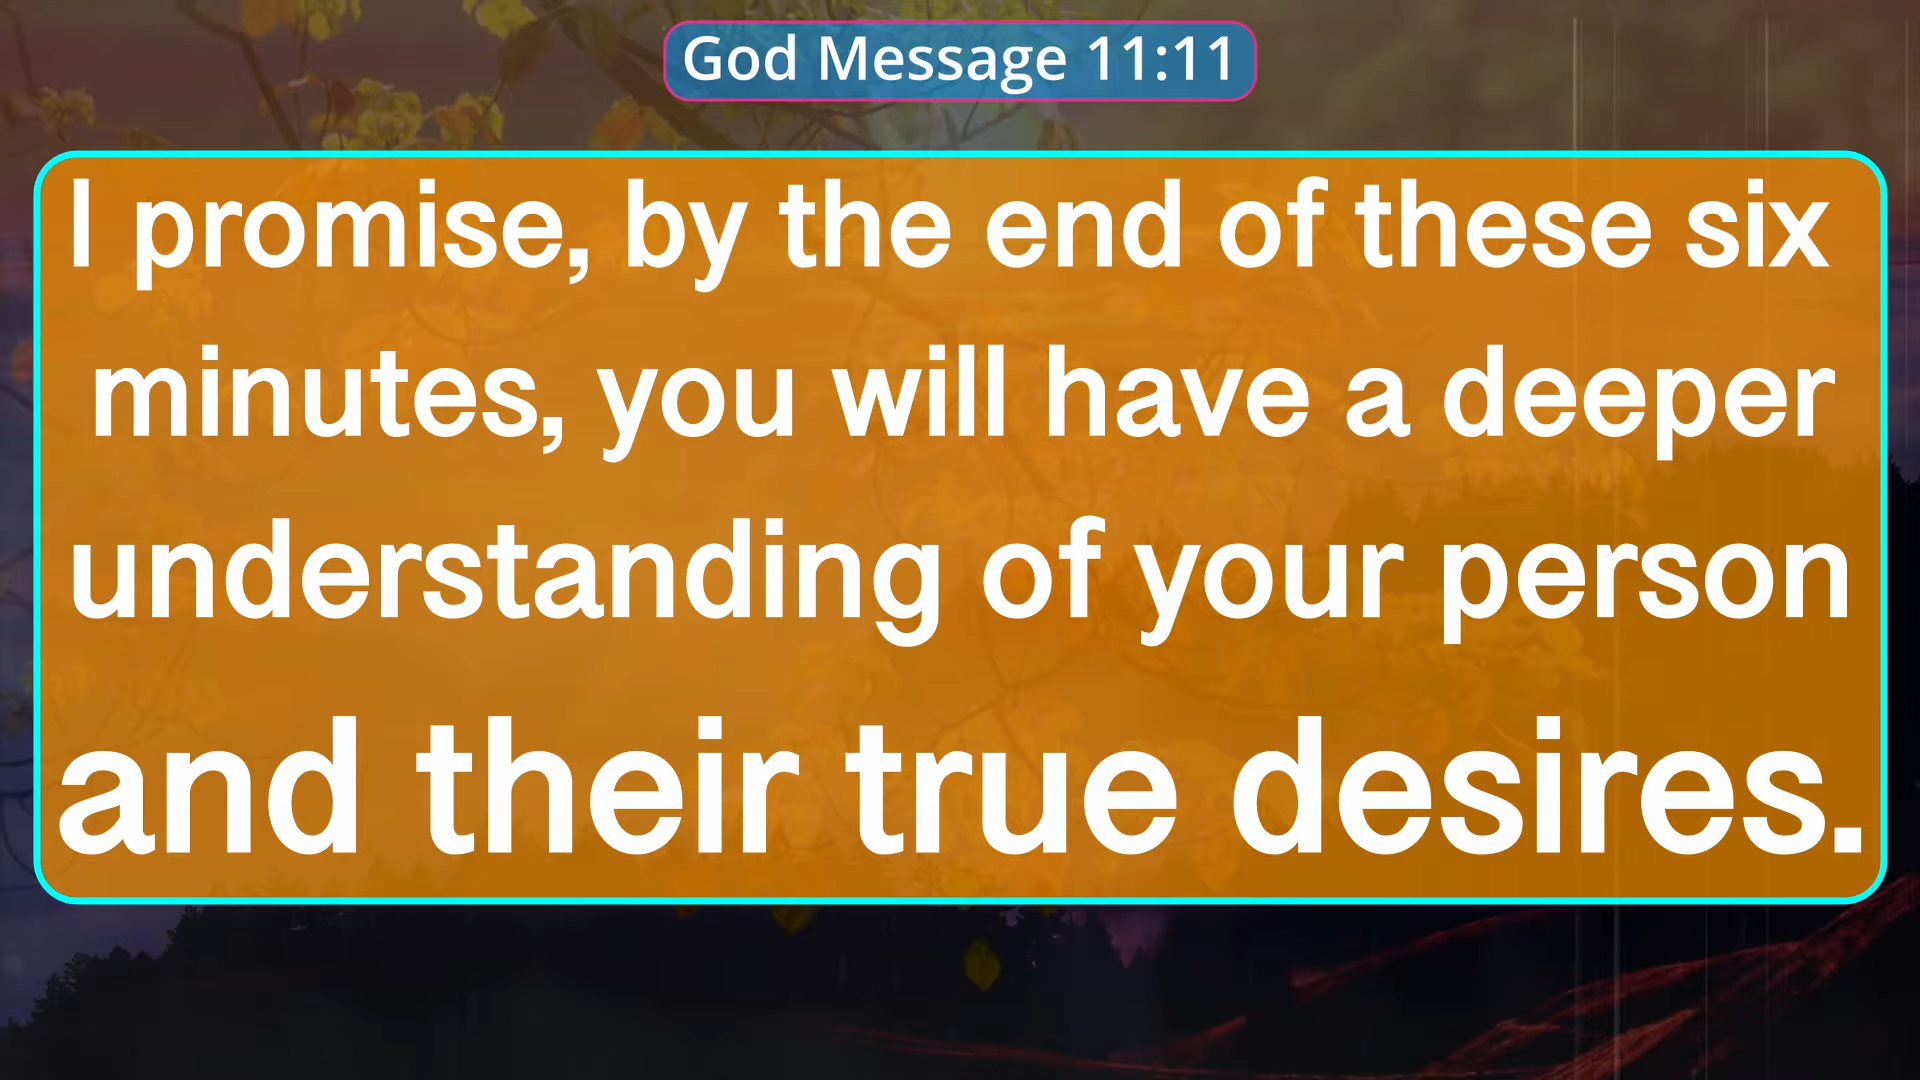 God Message 11:11
I promise, by the end of these six
minutes, you will have a deeper
understanding of your person
and their true desires.